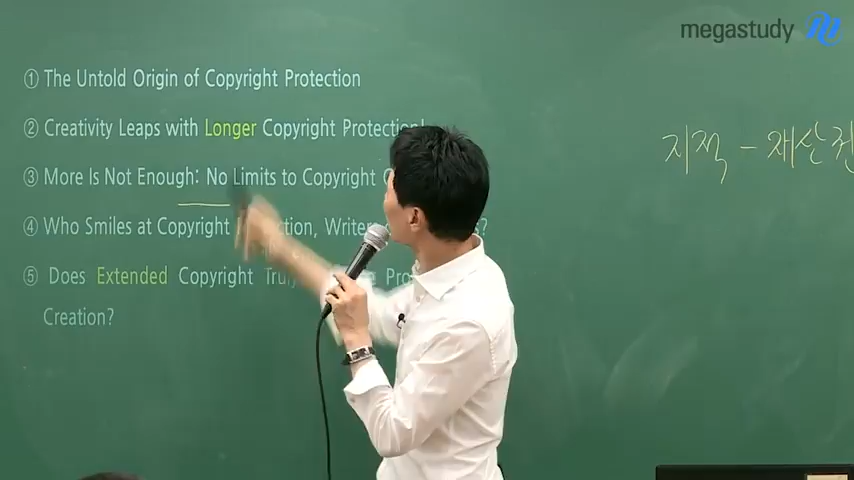 megastudy
① The Untold Origin of Copyright Protection
② Creativity Leaps with Longer Copyright Protection!
③ More Is Not Enough: No Limits to Copyright
④ Who Smiles at Copyright Writers
⑤ Does Extended Copyright
Creation?
지적 - 재산권